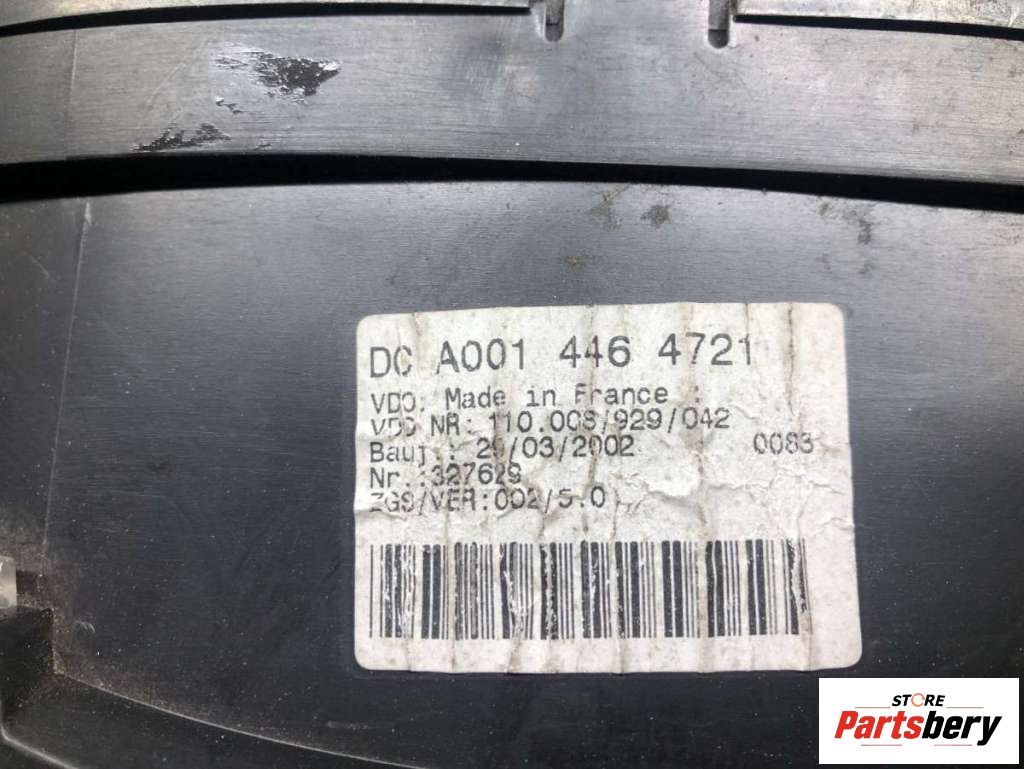 DC A001 446 4721
VDO. Made in France :
VDO NR: 110.008/929/042
Bauj.: 03/2002 0083
Nr.:327629
ZGS/VER:002/5.0
STORE
Partsbery